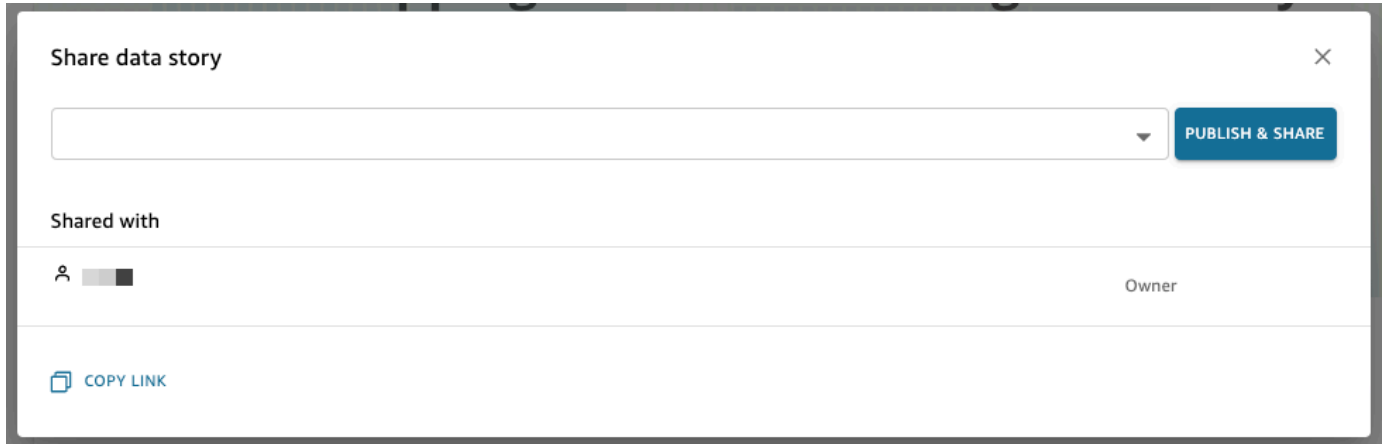 Share data story
PUBLISH & SHARE
Shared with
Owner
COPY LINK